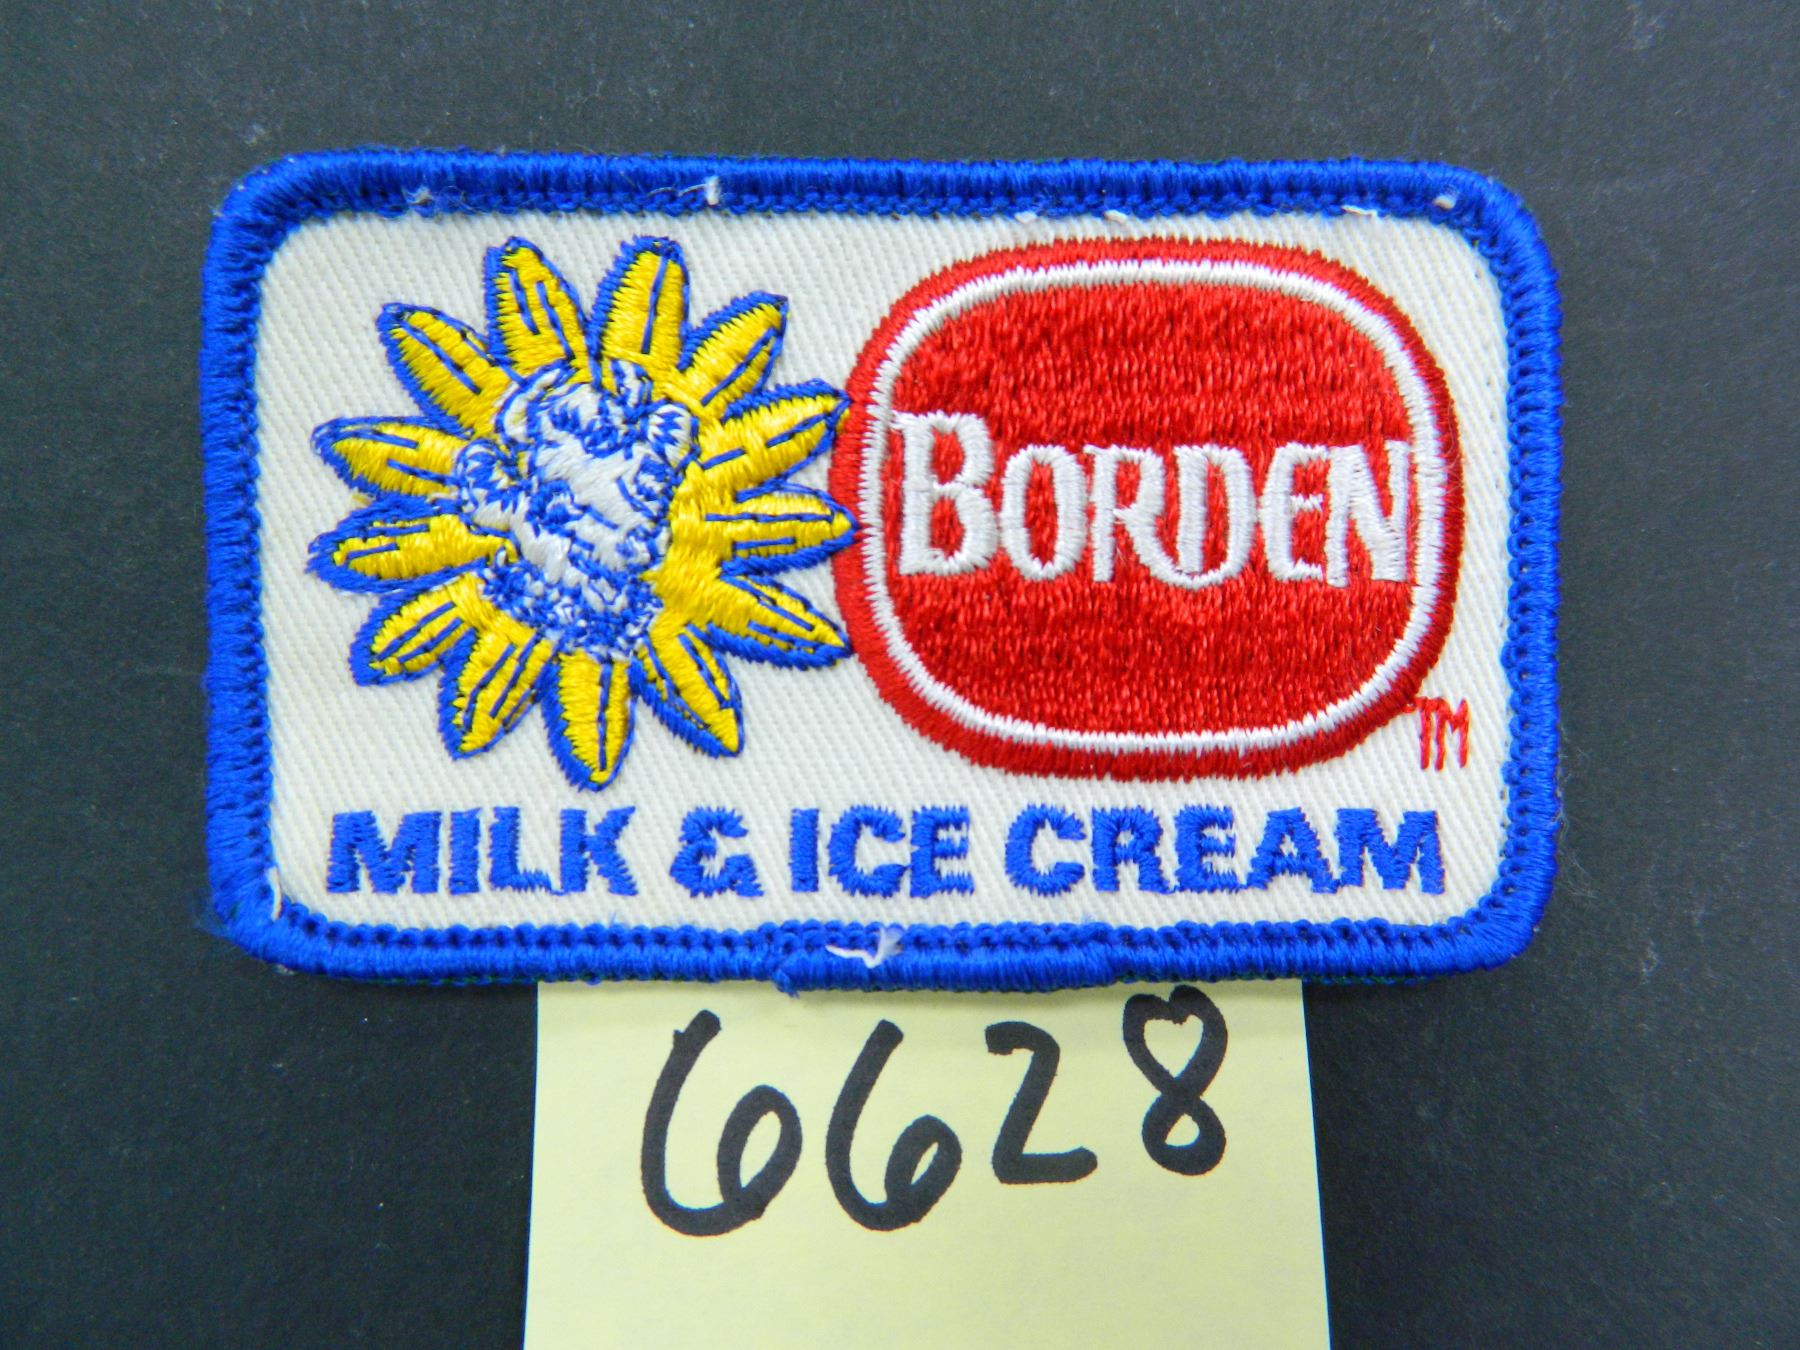 BORDEN
TM
MILK & ICE CREAM
6628